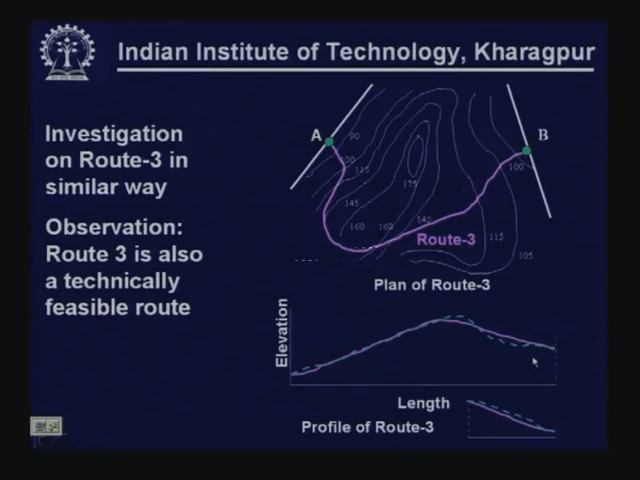 Indian Institute of Technology, Kharagpur
Investigation
on Route-3 in
similar way
Observation:
Route 3 is also
a technically
feasible route
A
B
90
100
115
175
145
160
160
145
100
115
105
Route-3
Plan of Route-3
Elevation
Length
Profile of Route-3